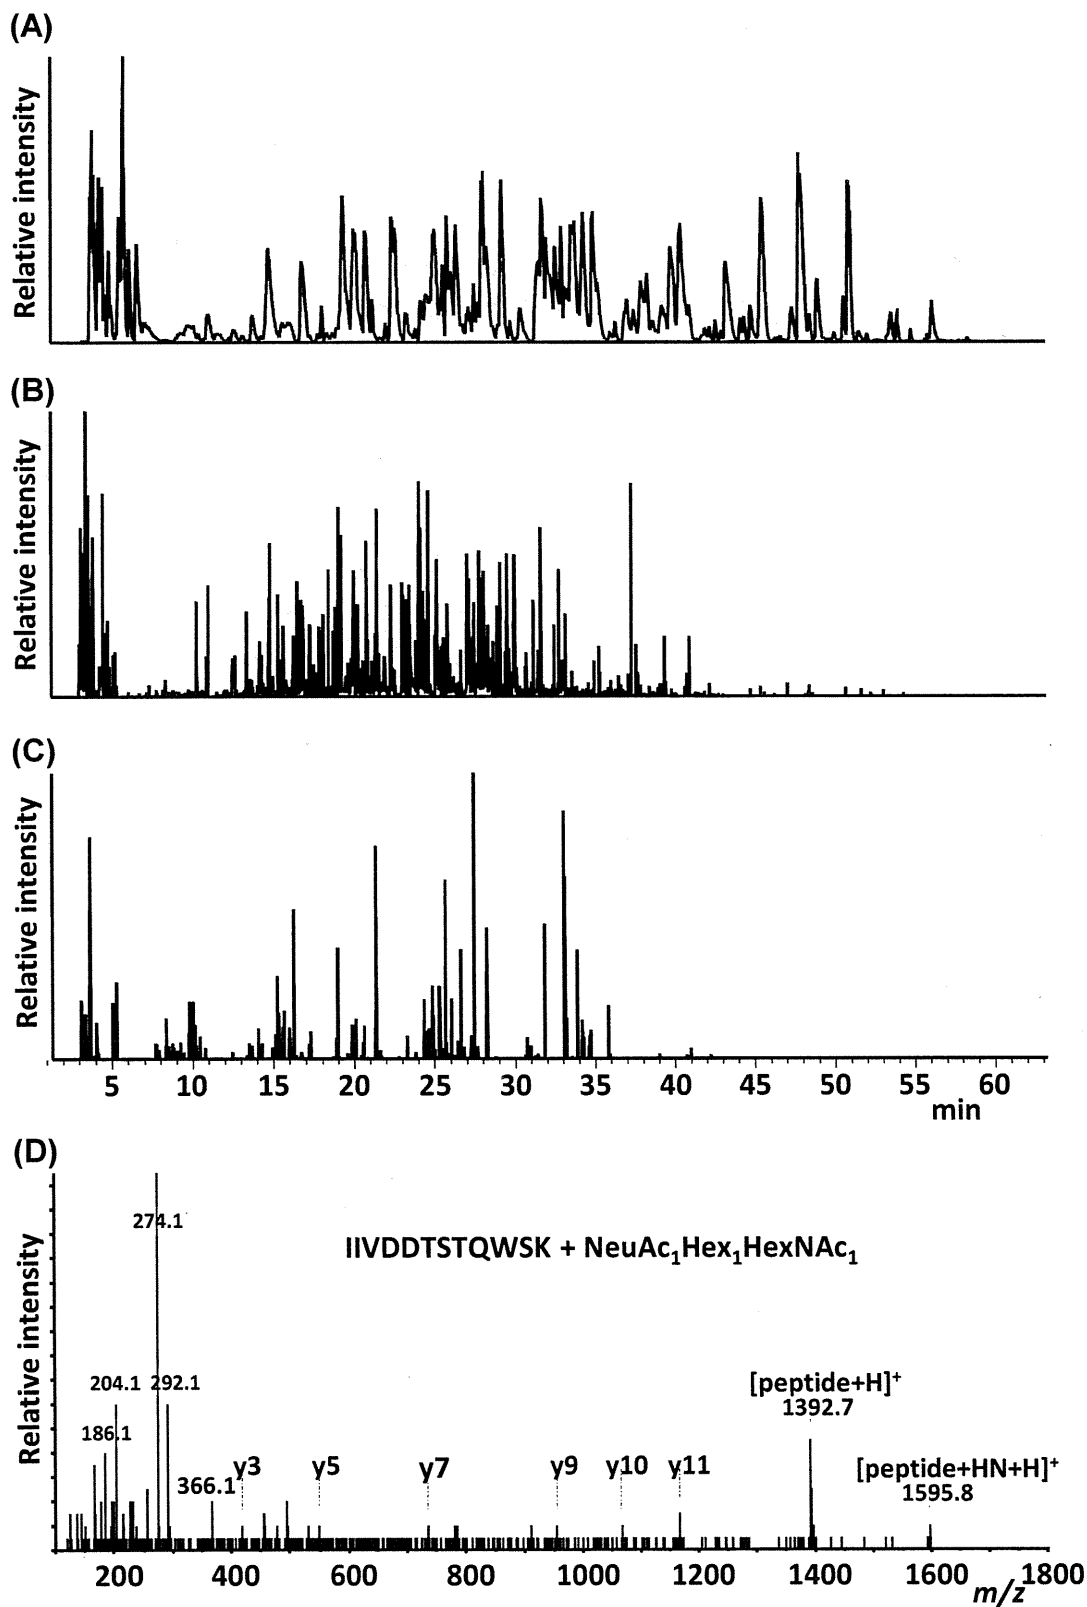 (A)
Relative intensity
(B)
Relative intensity
(C)
Relative intensity
5 10 15 20 25 30 35 40 45 50 55 60
min
(D)
Relative intensity
274.1
IIVDDTSTQWSK + NeuAc₁Hex₁HexNAc₁
204.1 292.1
[peptide+H]⁺
1392.7
186.1
366.1 y3 y5 y7 y9 y10 y11
[peptide+HN+H]⁺
1595.8
200 400 600 800 1000 1200 1400 1600 1800
m/z